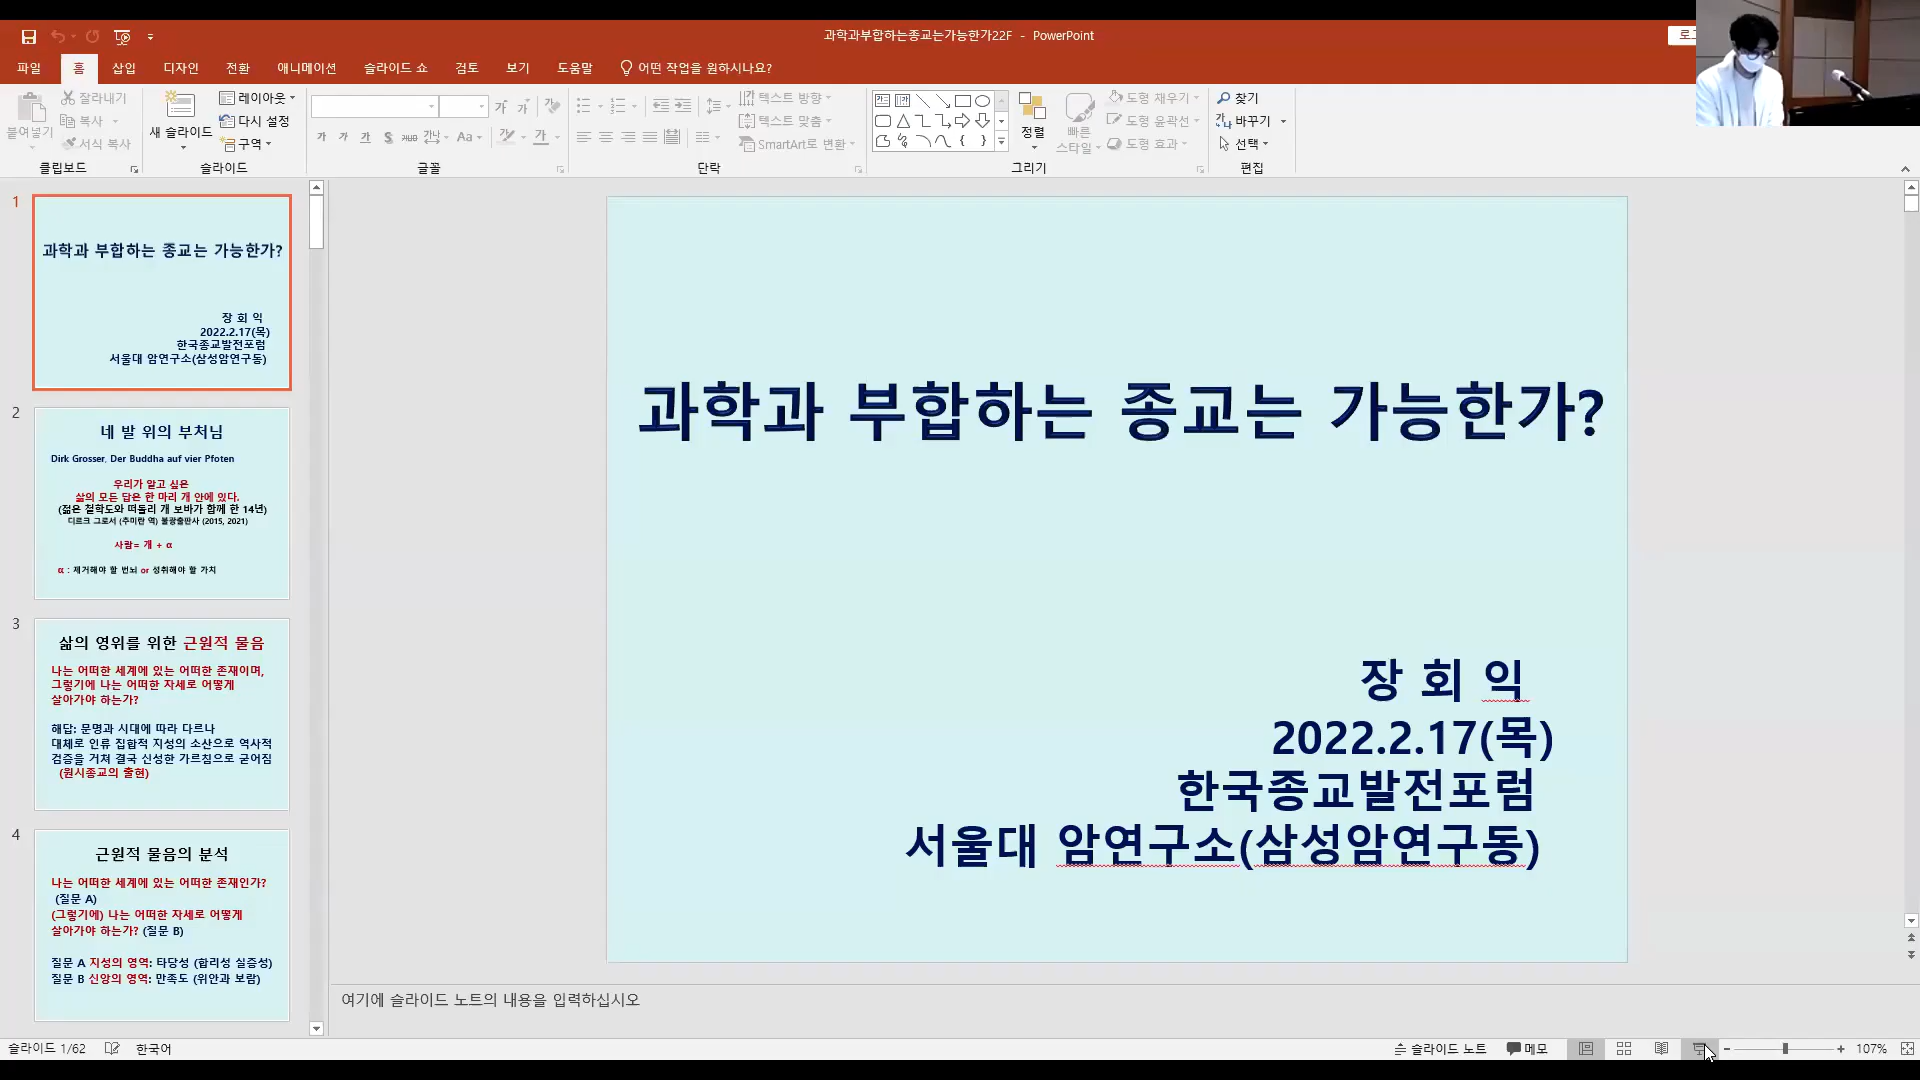 과학과부합하는종교는가능한가22F - PowerPoint
파일 홈 삽입 디자인 전환 애니메이션 슬라이드 쇼 검토 보기 도움말 어떤 작업을 원하시나요?
붙여넣기
잘라내기
복사
서식 복사
클립보드
새 슬라이드
레이아웃
다시 설정
구역
슬라이드
글꼴
텍스트 방향
텍스트 맞춤
SmartArt로 변환
단락
정렬
빠른
스타일
도형 채우기
도형 윤곽선
도형 효과
그리기
찾기
바꾸기
선택
편집
1
과학과 부합하는 종교는 가능한가?
장 회 익
2022.2.17(목)
한국종교발전포럼
서울대 암연구소(삼성암연구동)
2
네 발 위의 부처님
Dirk Grosser, Der Buddha auf vier Pfoten
우리가 알고 싶은
삶의 모든 답은 한 마리 개 안에 있다.
(젊은 철학도와 떠돌리 개 보바가 함께 한 14년)
디르크 그로서 (추미란 역) 불광출판사 (2015, 2021)
사람= 개 + α
α : 제거해야 할 번뇌 or 성취해야 할 가치
3
삶의 영위를 위한 근원적 물음
나는 어떠한 세계에 있는 어떠한 존재이며,
그렇기에 나는 어떠한 자세로 어떻게
살아가야 하는가?
해답: 문명과 시대에 따라 다르나
대체로 인류 집합적 지성의 소산으로 역사적
검증을 거쳐 결국 신성한 가르침으로 굳어짐
(원시종교의 출현)
4
근원적 물음의 분석
나는 어떠한 세계에 있는 어떠한 존재인가?
(질문 A)
(그렇기에) 나는 어떠한 자세로 어떻게
살아가야 하는가? (질문 B)
질문 A 지성의 영역: 타당성 (합리성 실증성)
질문 B 신앙의 영역: 만족도 (위안과 보람)
과학과 부합하는 종교는 가능한가?
장 회 익
2022.2.17(목)
한국종교발전포럼
서울대 암연구소(삼성암연구동)
여기에 슬라이드 노트의 내용을 입력하십시오
슬라이드 1/62 한국어 슬라이드 노트 메모 107%